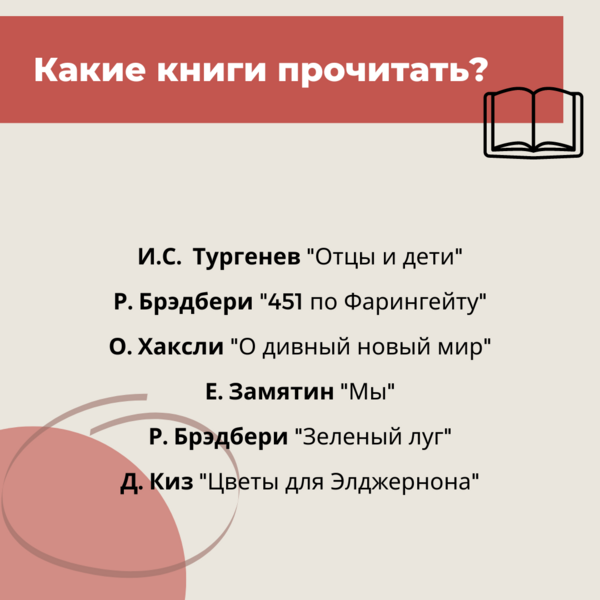 Какие книги прочитать?
И.С. Тургенев "Отцы и дети"
Р. Брэдбери "451 по Фарингейту"
О. Хаксли "О дивный новый мир"
Е. Замятин "Мы"
Р. Брэдбери "Зеленый луг"
Д. Киз "Цветы для Элджернона"